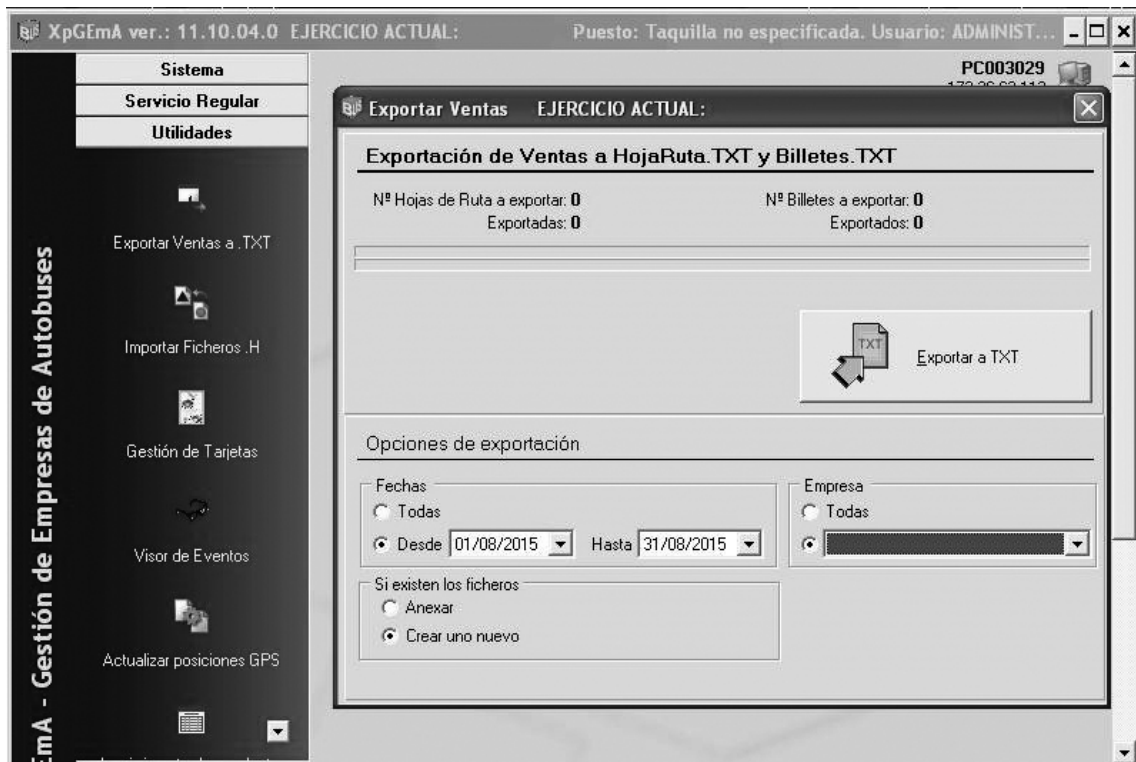 XpGEmA ver.: 11.10.04.0 EJERCICIO ACTUAL: Puesto: Taquilla no especificada. Usuario: ADMINIST...
Sistema
Servicio Regular
Utilidades
Exportar Ventas a .TXT
Importar Ficheros .H
Gestión de Tarjetas
Visor de Eventos
Actualizar posiciones GPS
EmA - Gestión de Empresas de Autobuses
PC003029
Exportar Ventas EJERCICIO ACTUAL:
Exportación de Ventas a HojaRuta.TXT y Billetes.TXT
Nº Hojas de Ruta a exportar: 0 Nº Billetes a exportar: 0
Exportadas: 0 Exportados: 0
TXT
Exportar a TXT
Opciones de exportación
Fechas
Todas
Desde 01/08/2015 Hasta 31/08/2015
Empresa
Todas
Si existen los ficheros
Anexar
Crear uno nuevo